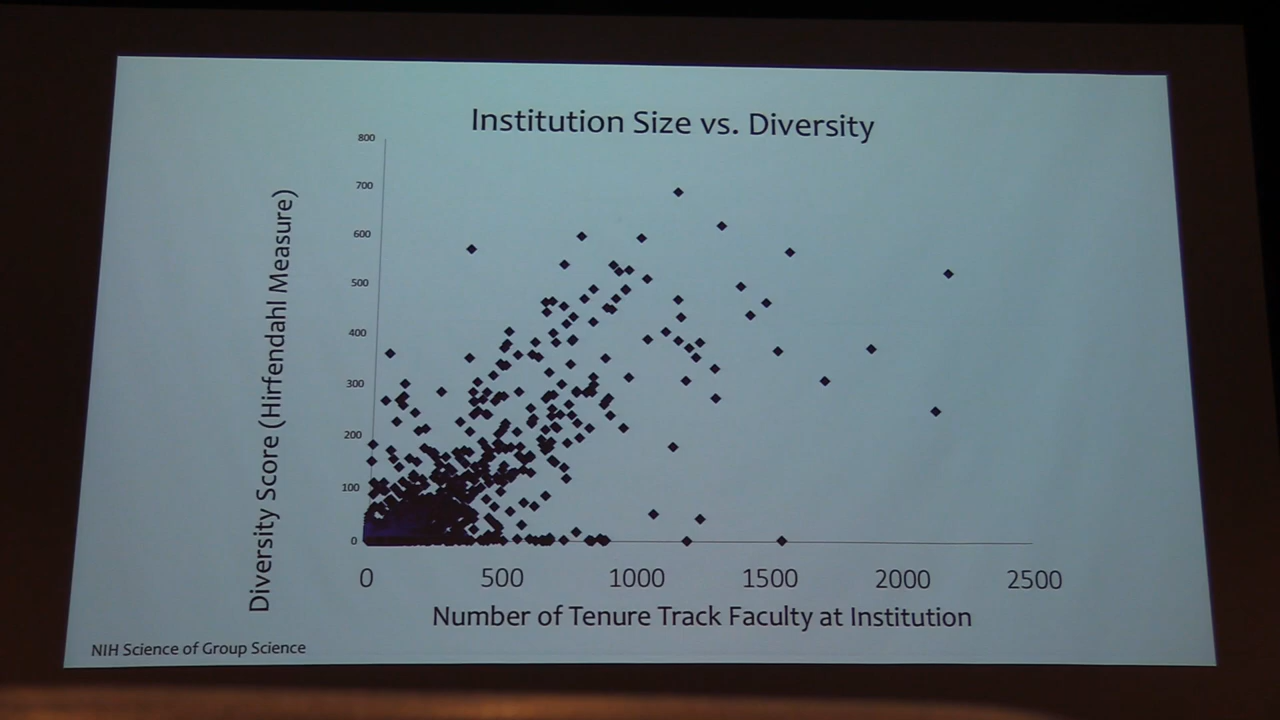 Institution Size vs. Diversity
Diversity Score (Hirfendahl Measure)
800
700
600
500
400
300
200
100
0
0 500 1000 1500 2000 2500
Number of Tenure Track Faculty at Institution
NIH Science of Group Science